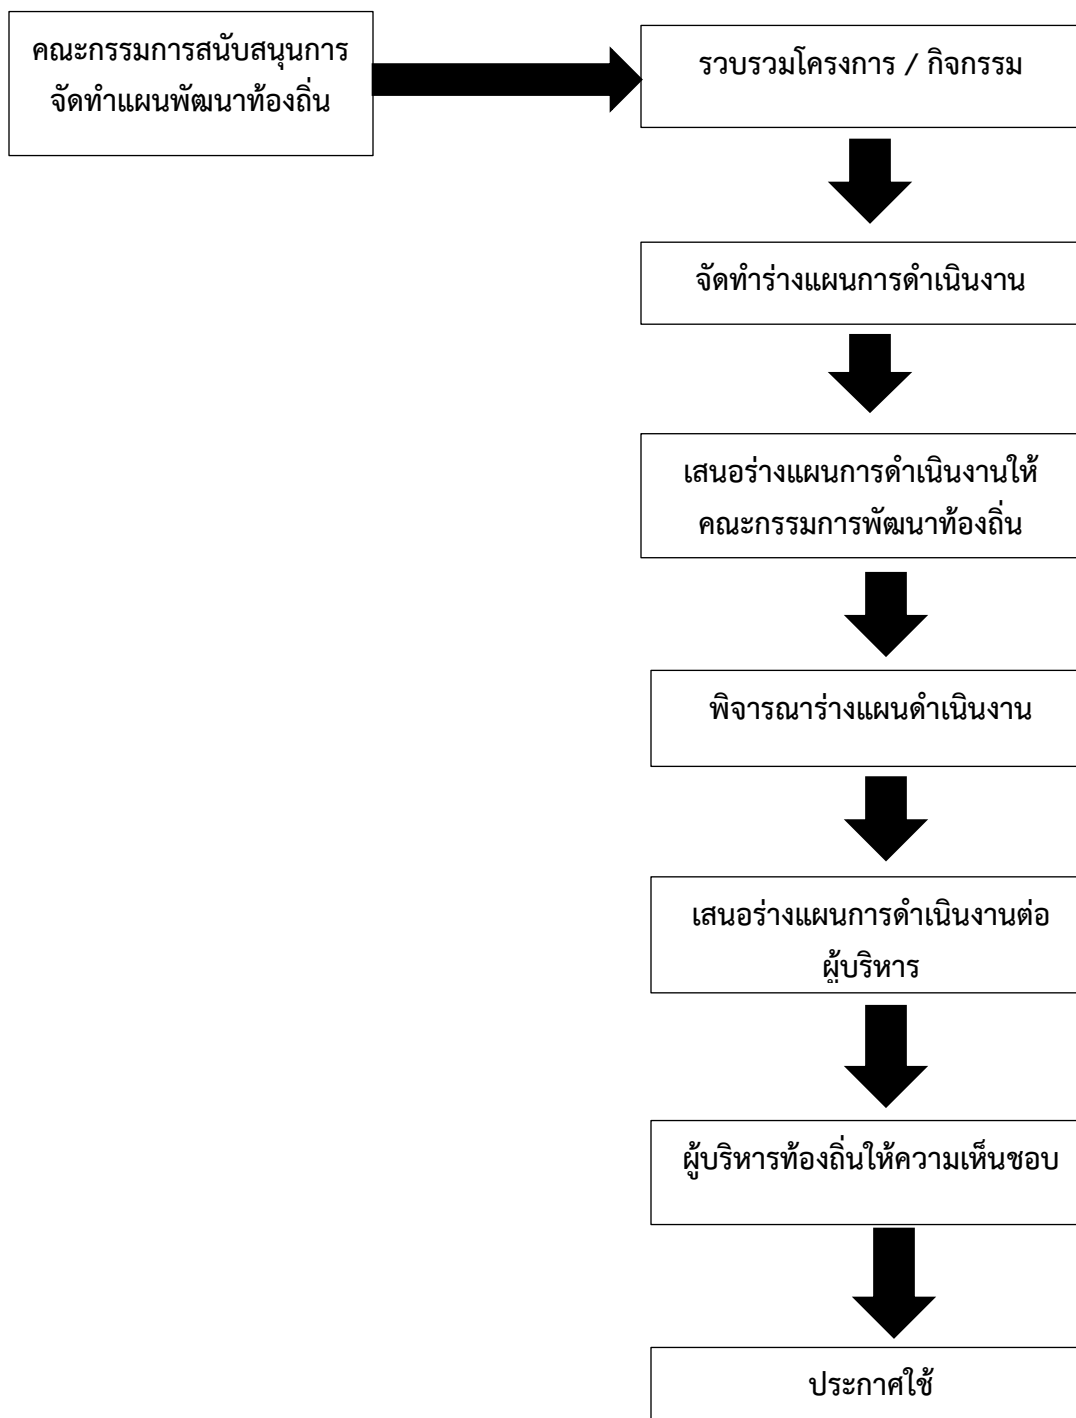 คณะกรรมการสนับสนุนการ
จัดทำแผนพัฒนาท้องถิ่น
รวบรวมโครงการ / กิจกรรม
จัดทำร่างแผนการดำเนินงาน
เสนอร่างแผนการดำเนินงานให้
คณะกรรมการพัฒนาท้องถิ่น
พิจารณาร่างแผนดำเนินงาน
เสนอร่างแผนการดำเนินงานต่อ
ผู้บริหาร
ผู้บริหารท้องถิ่นให้ความเห็นชอบ
ประกาศใช้